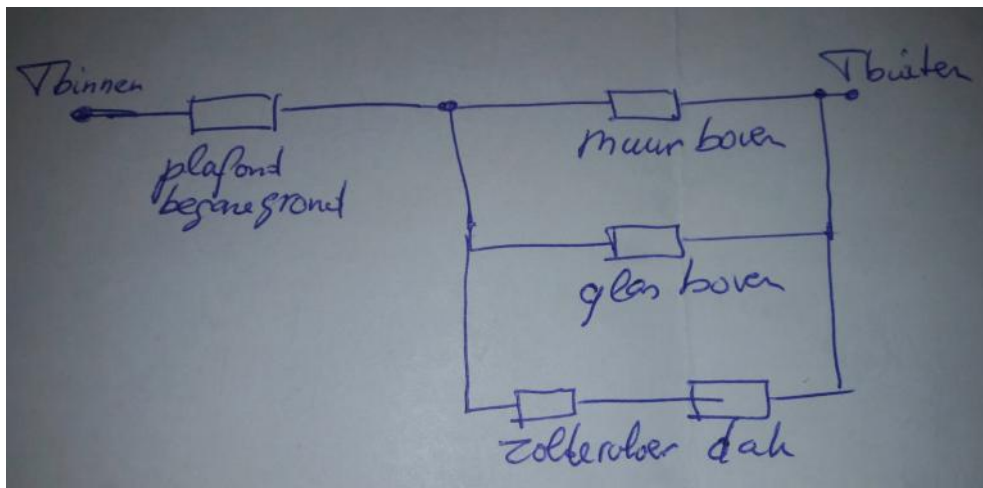 Tbinnen
Tbuiten
plafond
begane grond
muur boven
glas boven
zoldervloer
dak